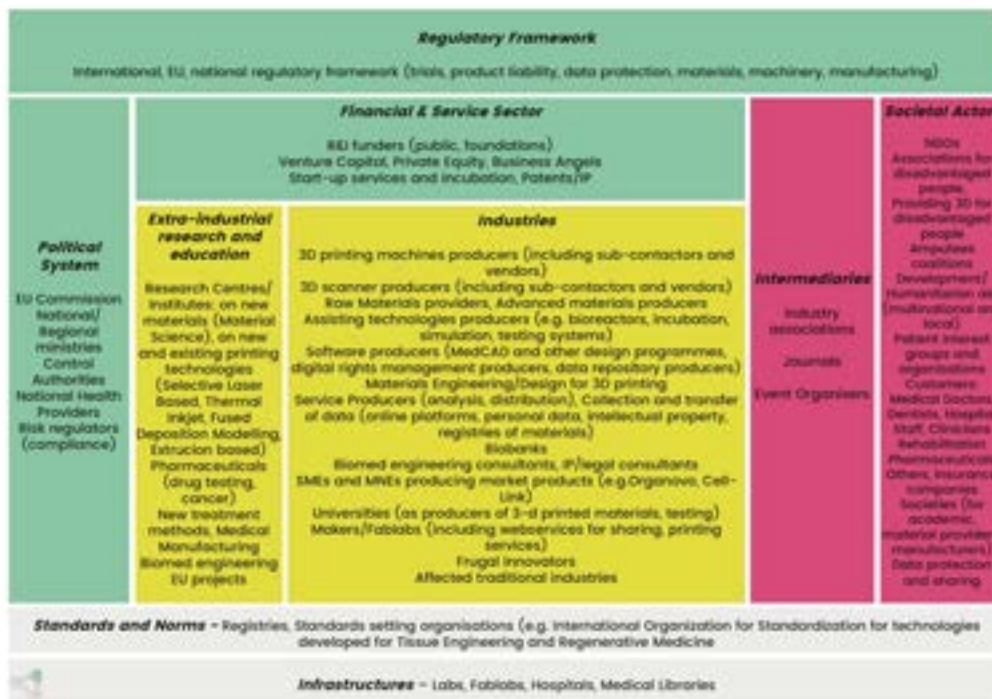 Regulatory Framework
International, EU, national regulatory framework (trials, product liability, data protection, materials, machinery, manufacturing)
Political
System
EU Commission
National/
Regional
ministries
Control
Authorities
National Health
Providers
Risk regulators
(compliance)
Financial & Service Sector
R&I funders (public, foundations)
Venture Capital, Private Equity, Business Angels
Start-up services and incubation, Patents/IP
Extra-industrial
research and
education
Research Centres/
Institutes: on new
materials (Material
Science), on new
and existing printing
technologies
(Selective Laser
Based, Thermal
Inkjet, Fused
Deposition Modelling,
Extrucion based)
Pharmaceuticals
(drug testing,
cancer)
New treatment
methods, Medical
Manufacturing
Biomed engineering
EU projects
Industries
3D printing machines producers (including sub-contactors and
vendors)
3D scanner producers (including sub-contactors and vendors)
Raw Materials providers, Advanced materials producers
Assisting technologies producers (e.g. bioreactors, incubation,
simulation, testing systems)
Software producers (MedCAD and other design programmes,
digital rights management producers, data repository producers)
Materials Engineering/Design for 3D printing
Service Producers (analysis, distribution), Collection and transfer
of data (online platforms, personal data, intellectual property,
registries of materials)
Biobanks
Biomed engineering consultants, IP/legal consultants
SMEs and MNEs producing market products (e.g.Organovo, Cell-
Link)
Universities (as producers of 3-d printed materials, testing)
Makers/Fablabs (including webservices for sharing, printing
services)
Frugal innovators
Affected traditional industries
Intermediaries
Industry
associations
Journals
Event Organisers
Societal Actor
NGOs
Associations for
disadvantaged
people,
Providing 3D for
disadvantaged
people
Amputees
coalitions
Development/
Humanitarian
(multinational
local)
Patient interest
groups and
organisations
Customers
Medical Doctors,
Dentists, Hospital
Staff, Clinicians
Rehabilitation
Pharmaceuticals
Others, insurance
companies
Societies (for
academic,
material
manufacturers)
Data protection
and sharing
Standards and Norms – Registries, Standards setting organisations (e.g. International Organization for Standardization for technologies
developed for Tissue Engineering and Regenerative Medicine
Infrastructures – Labs, Fablabs, Hospitals, Medical Libraries